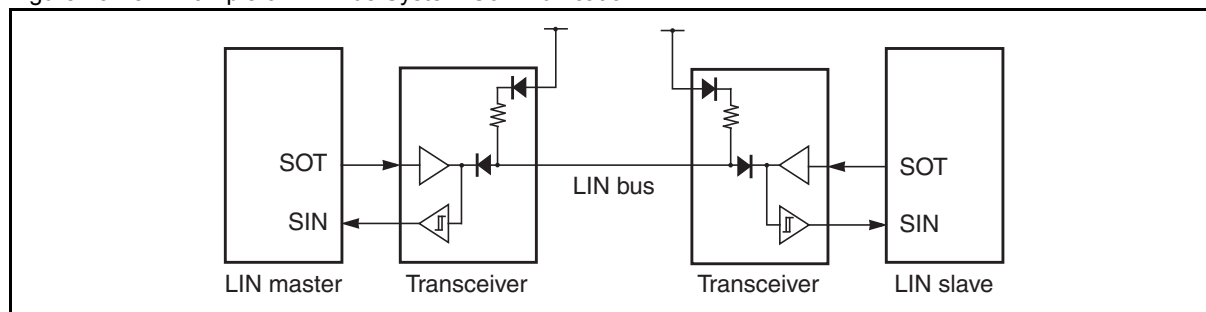 SOT
SIN
LIN bus
SOT
SIN
LIN master
Transceiver
Transceiver
LIN slave